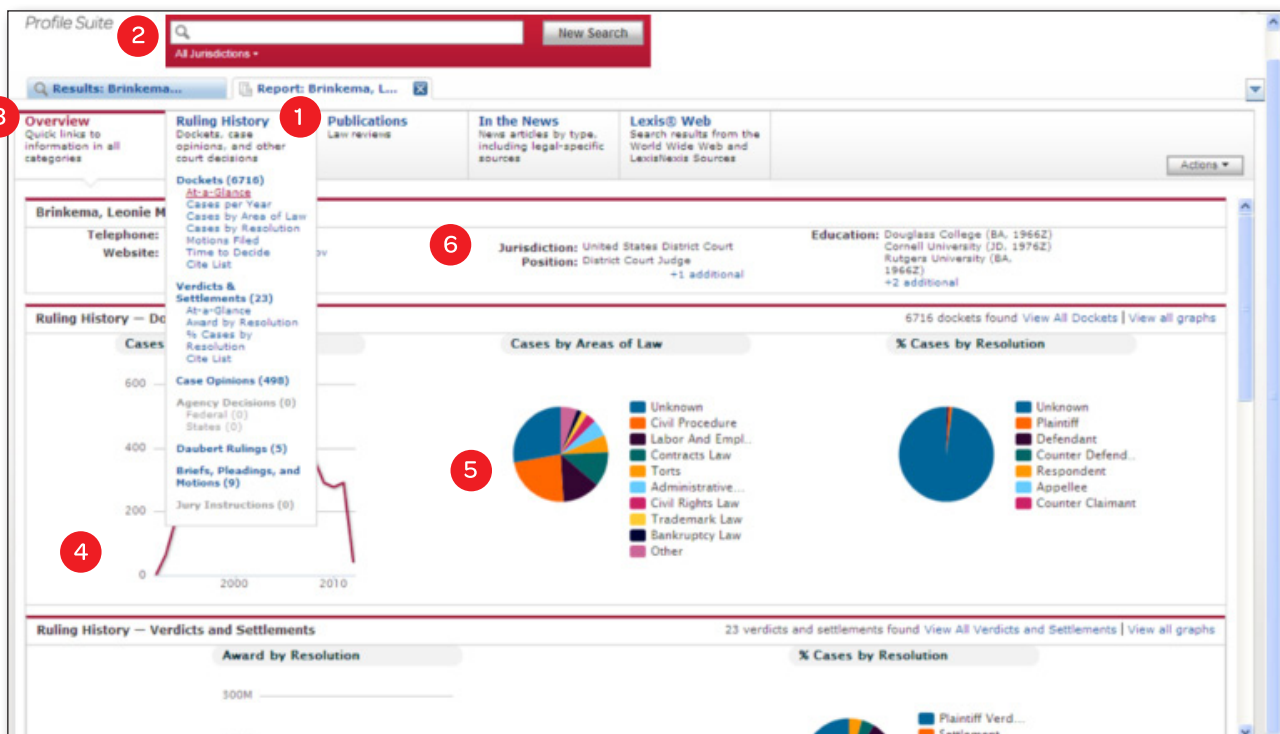 Profile Suite
2
New Search
All Jurisdictions
Results: Brinkema...
Report: Brinkema, L...
3
Overview
Quick links to
information in all
categories
Ruling History
Dockets, case
opinions, and other
court decisions
1
Publications
Law reviews
In the News
News articles by type,
including legal-specific
sources
Lexis® Web
Search results from the
World Wide Web and
LexisNexis Sources
Actions
Dockets (6716)
At-a-Glance
Cases per Year
Cases by Area of Law
Cases by Resolution
Motions Filed
Time to Decide
Cite List
Verdicts &
Settlements (23)
At-a-Glance
Award by Resolution
% Cases by
Resolution
Cite List
Case Opinions (498)
Agency Decisions (0)
Federal (0)
States (0)
Daubert Rulings (5)
Briefs, Pleadings, and
Motions (9)
Jury Instructions (0)
Brinkema, Leonie M
Telephone:
Website:
ov
6
Jurisdiction: United States District Court
Position: District Court Judge
+1 additional
Education: Douglass College (BA, 1966Z)
Cornell University (JD, 1976Z)
Rutgers University (BA,
1966Z)
+2 additional
Ruling History — Do
6716 dockets found View All Dockets | View all graphs
Cases
600
400
200
0
2000
2010
4
Cases by Areas of Law
5
Unknown
Civil Procedure
Labor And Empl..
Contracts Law
Torts
Administrative...
Civil Rights Law
Trademark Law
Bankruptcy Law
Other
% Cases by Resolution
Unknown
Plaintiff
Defendant
Counter Defend..
Respondent
Appellee
Counter Claimant
Ruling History — Verdicts and Settlements
23 verdicts and settlements found View All Verdicts and Settlements | View all graphs
Award by Resolution
300M
% Cases by Resolution
Plaintiff Verd...
Settlement